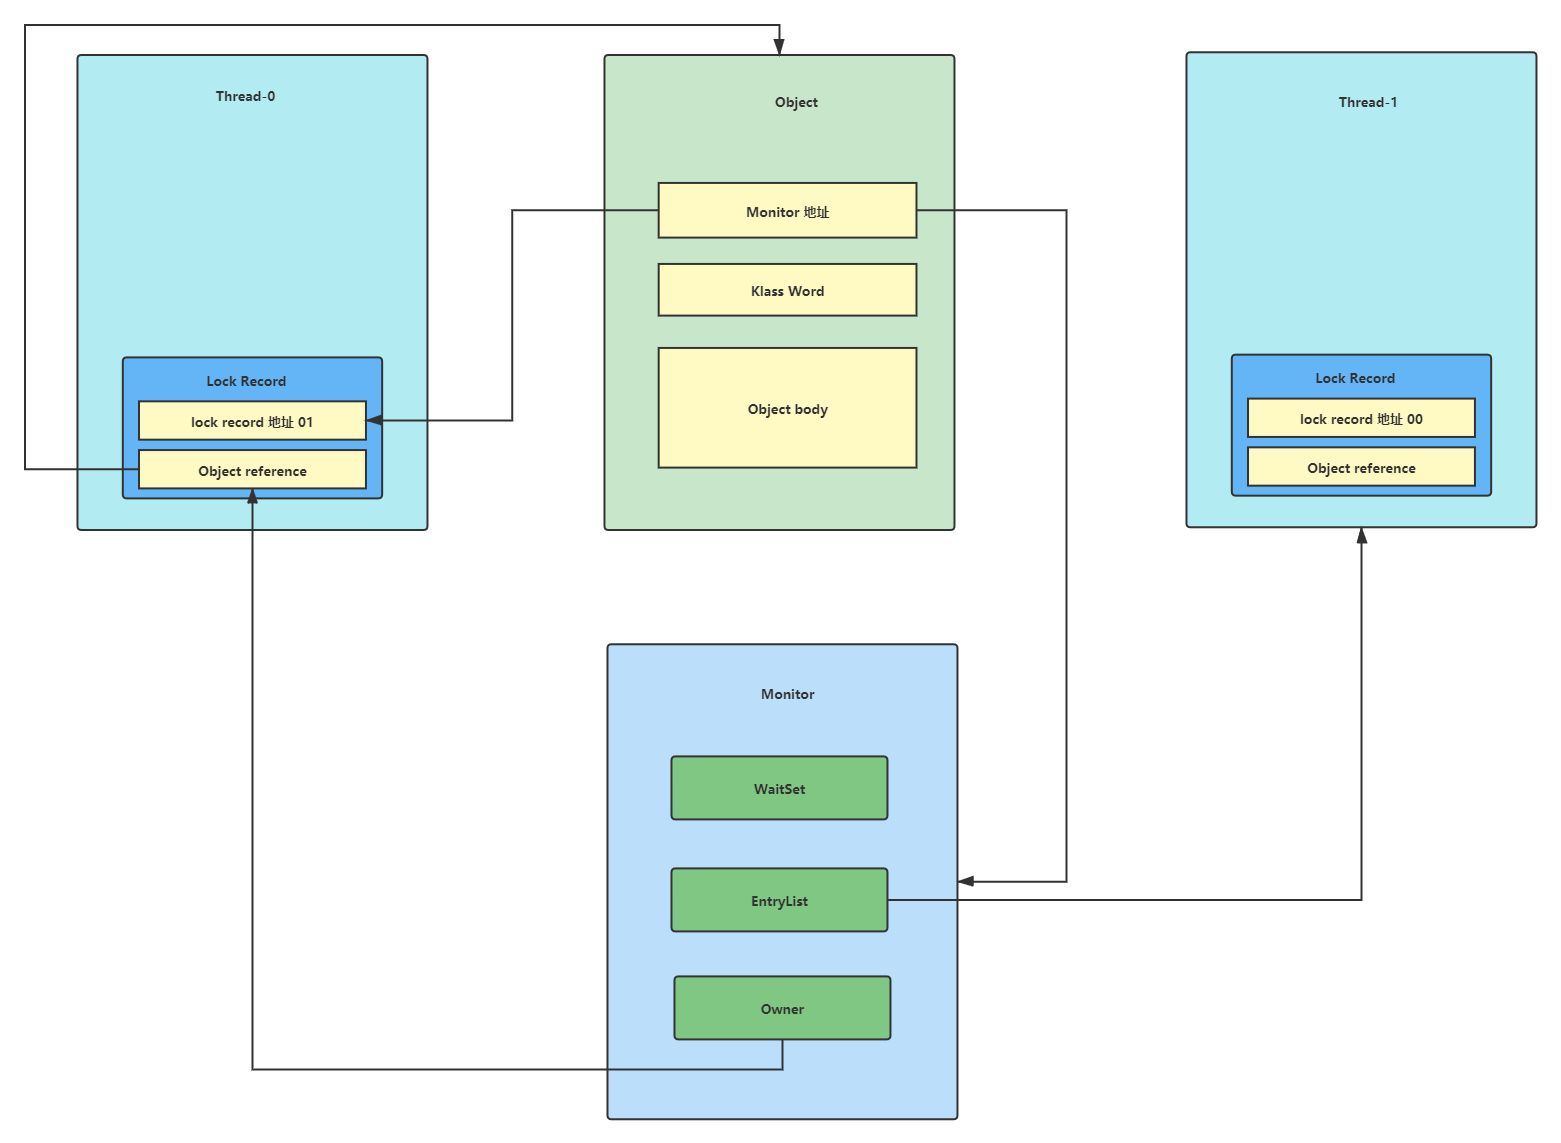 Thread-0
Lock Record
lock record 地址 01
Object reference
Object
Monitor 地址
Klass Word
Object body
Thread-1
Lock Record
lock record 地址 00
Object reference
Monitor
WaitSet
EntryList
Owner